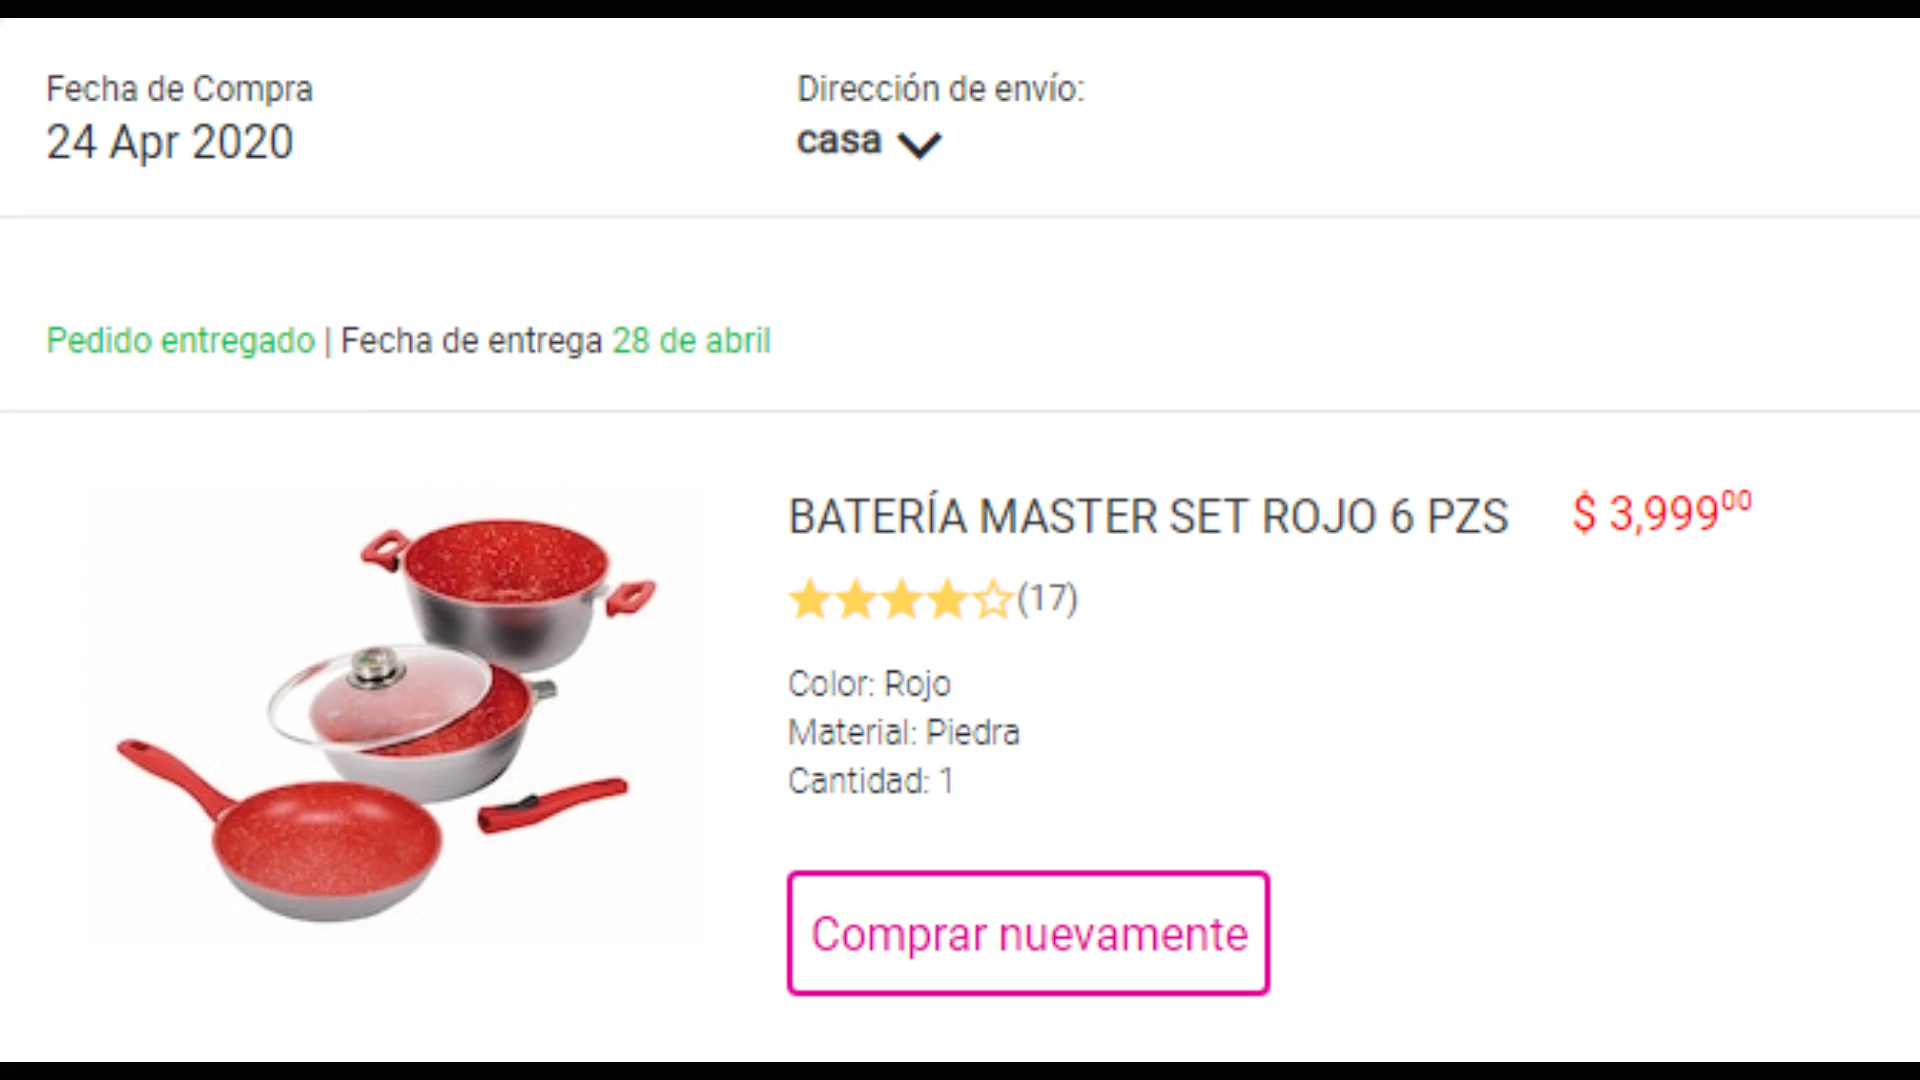 Fecha de Compra
24 Apr 2020
Dirección de envío:
casa
Pedido entregado | Fecha de entrega 28 de abril
BATERÍA MASTER SET ROJO 6 PZS
$ 3,99900
(17)
Color: Rojo
Material: Piedra
Cantidad: 1
Comprar nuevamente